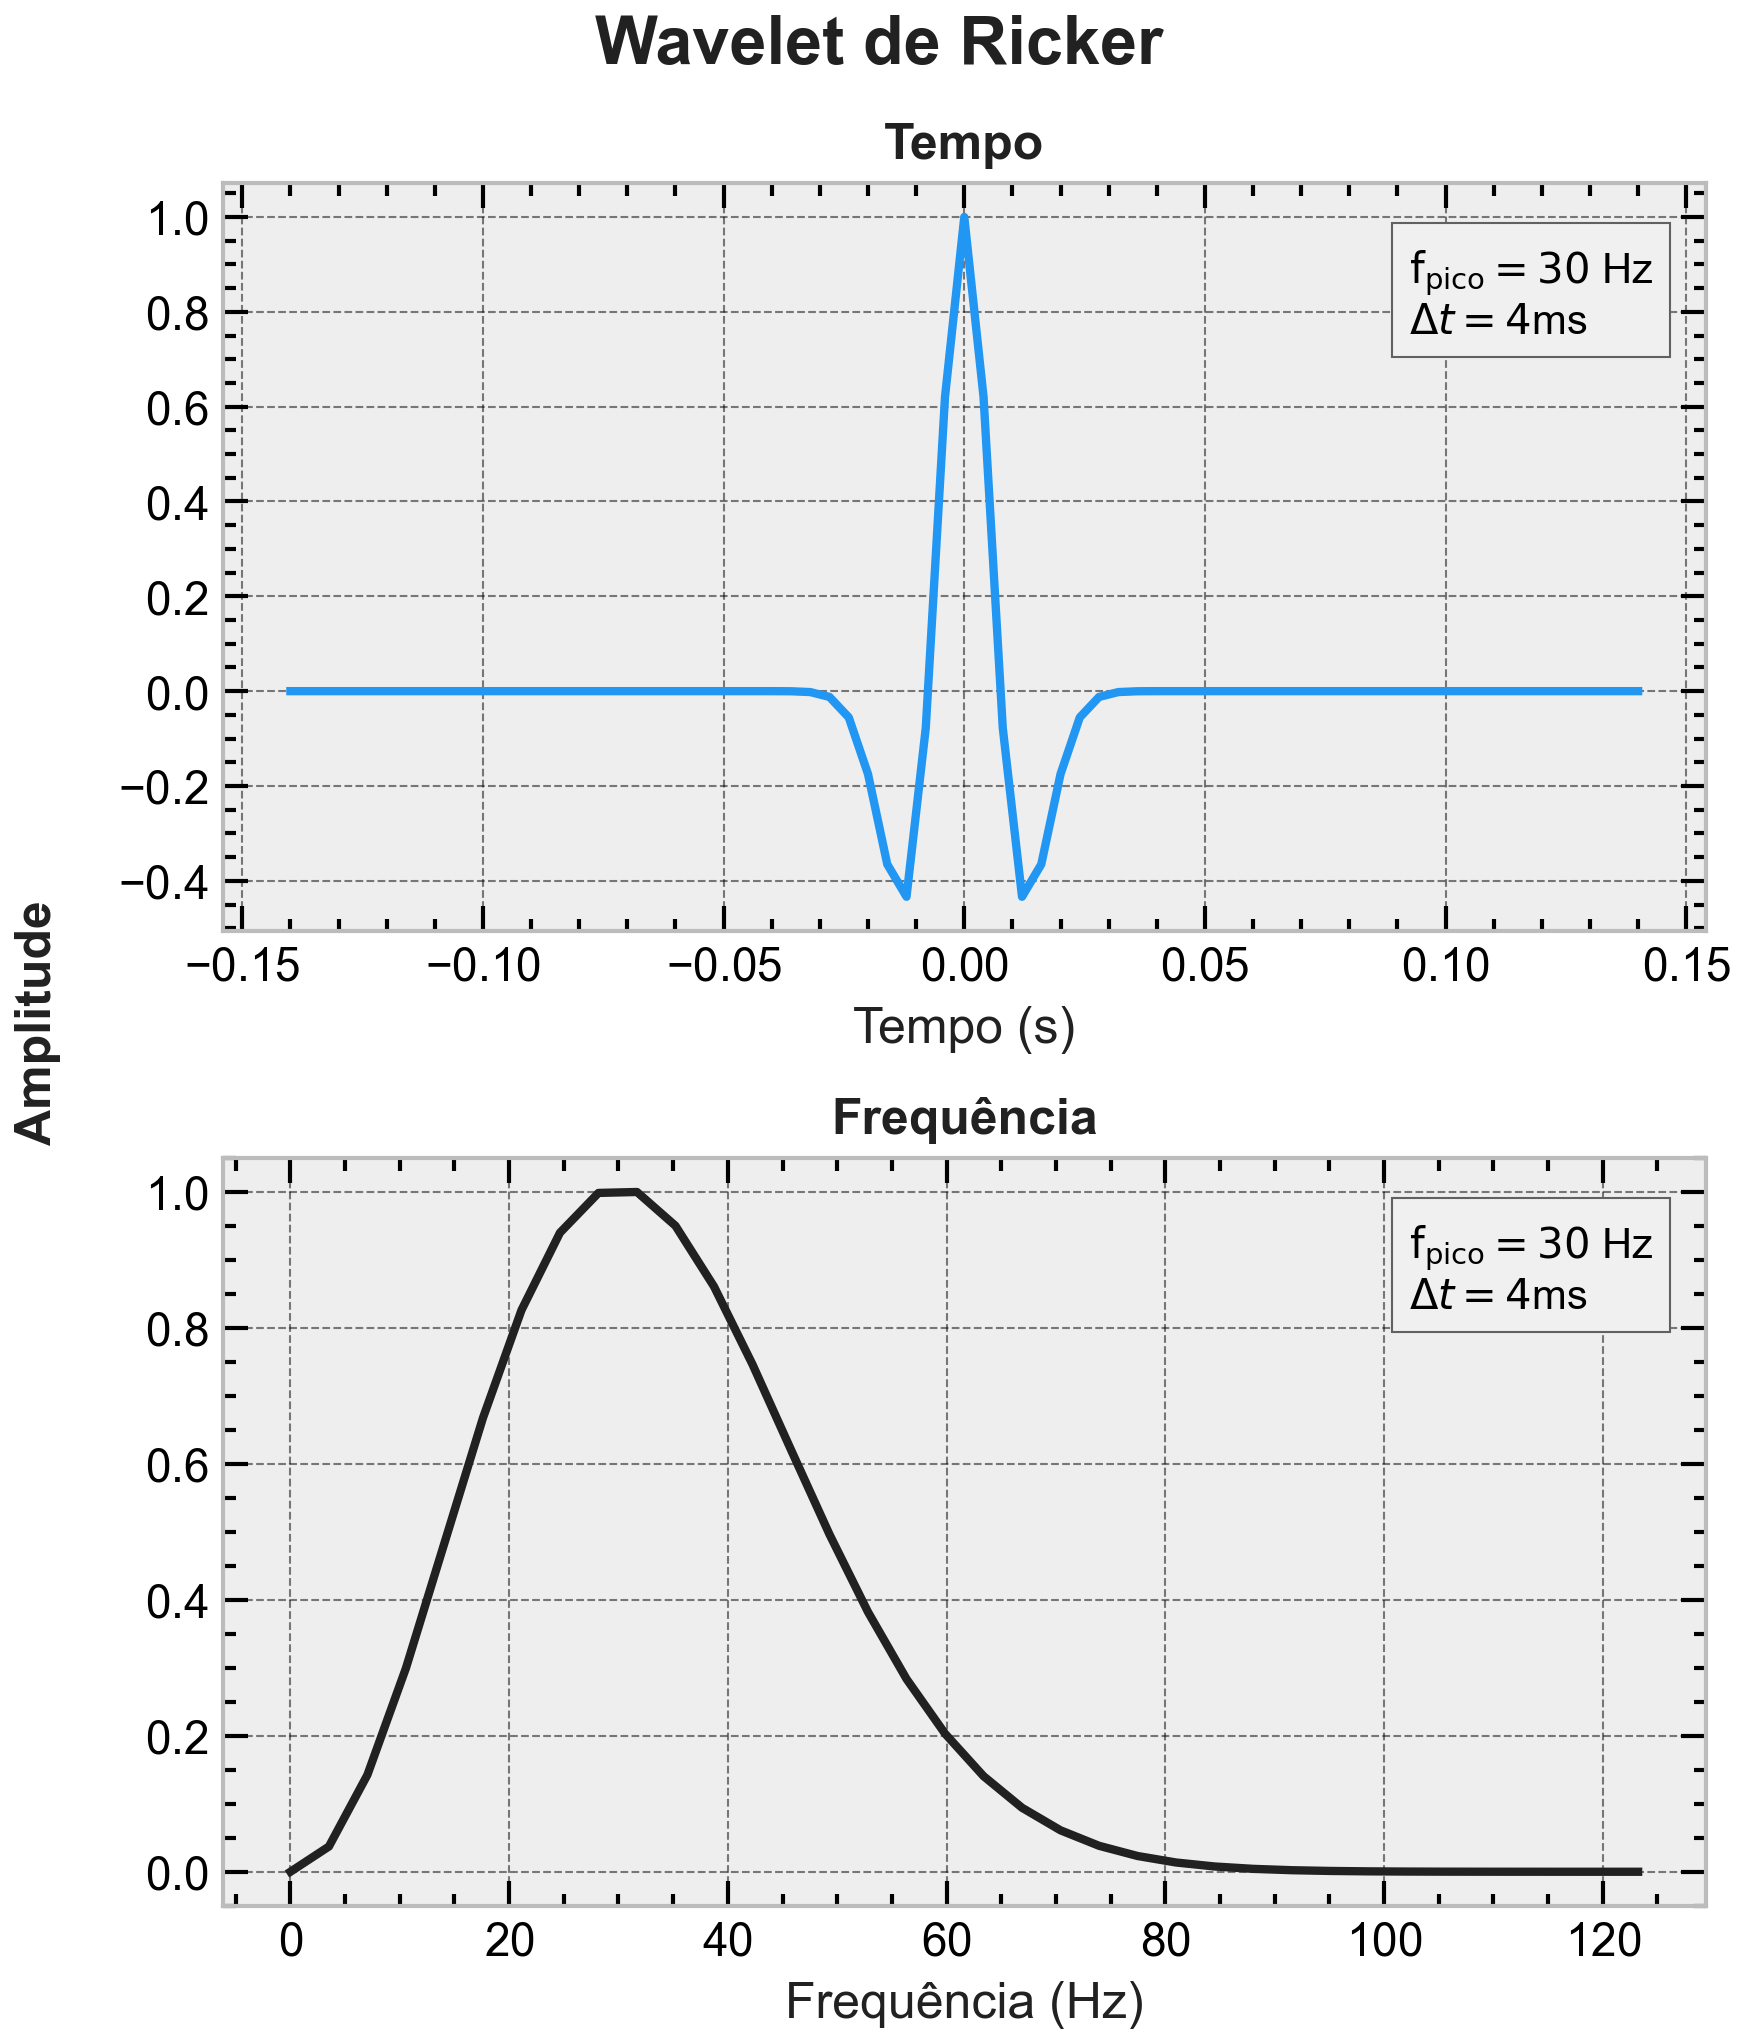 Wavelet de Ricker
Tempo
1.0
0.8
0.6
0.4
0.2
0.0
−0.2
−0.4
fpico = 30 Hz
Δt = 4ms
−0.15 −0.10 −0.05 0.00 0.05 0.10 0.15
Tempo (s)
Amplitude
Frequência
1.0
0.8
0.6
0.4
0.2
0.0
fpico = 30 Hz
Δt = 4ms
0 20 40 60 80 100 120
Frequência (Hz)